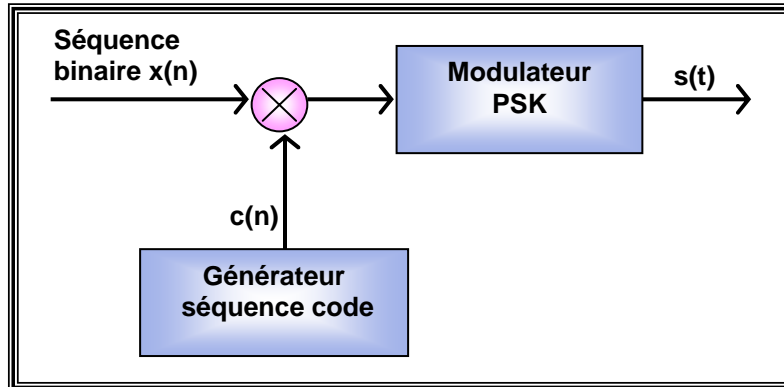 Séquence
binaire x(n)
Modulateur
PSK
s(t)
c(n)
Générateur
séquence code